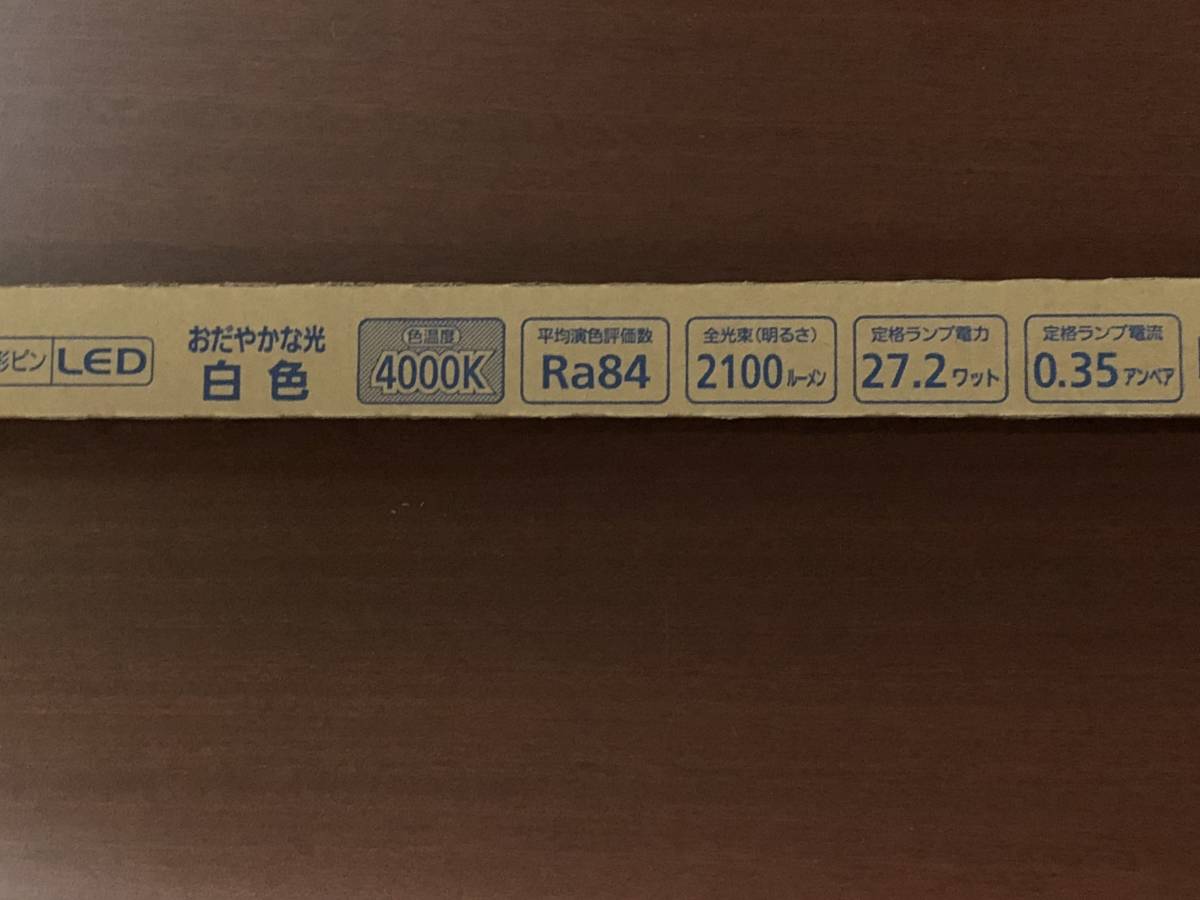 形ピン LED
おだやかな光
白色
色温度
4000K
平均演色評価数
Ra84
全光束(明るさ)
2100ルーメン
定格ランプ電力
27.2ワット
定格ランプ電流
0.35アンペア